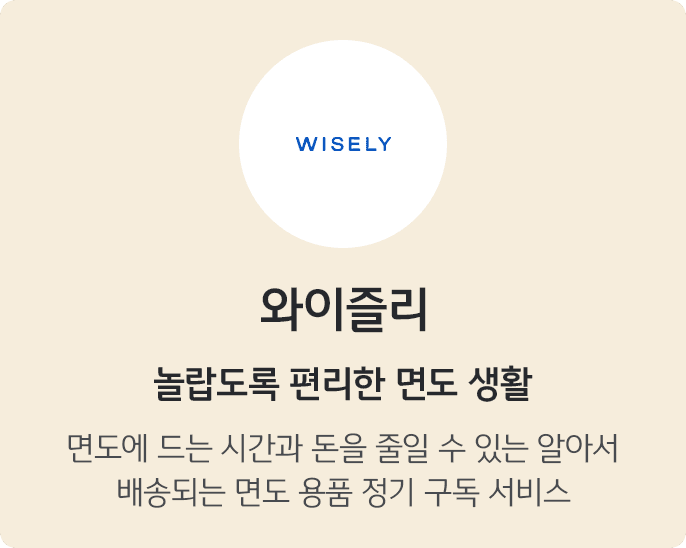 WISELY
와이즐리
놀랍도록 편리한 면도 생활
면도에 드는 시간과 돈을 줄일 수 있는 알아서
배송되는 면도 용품 정기 구독 서비스